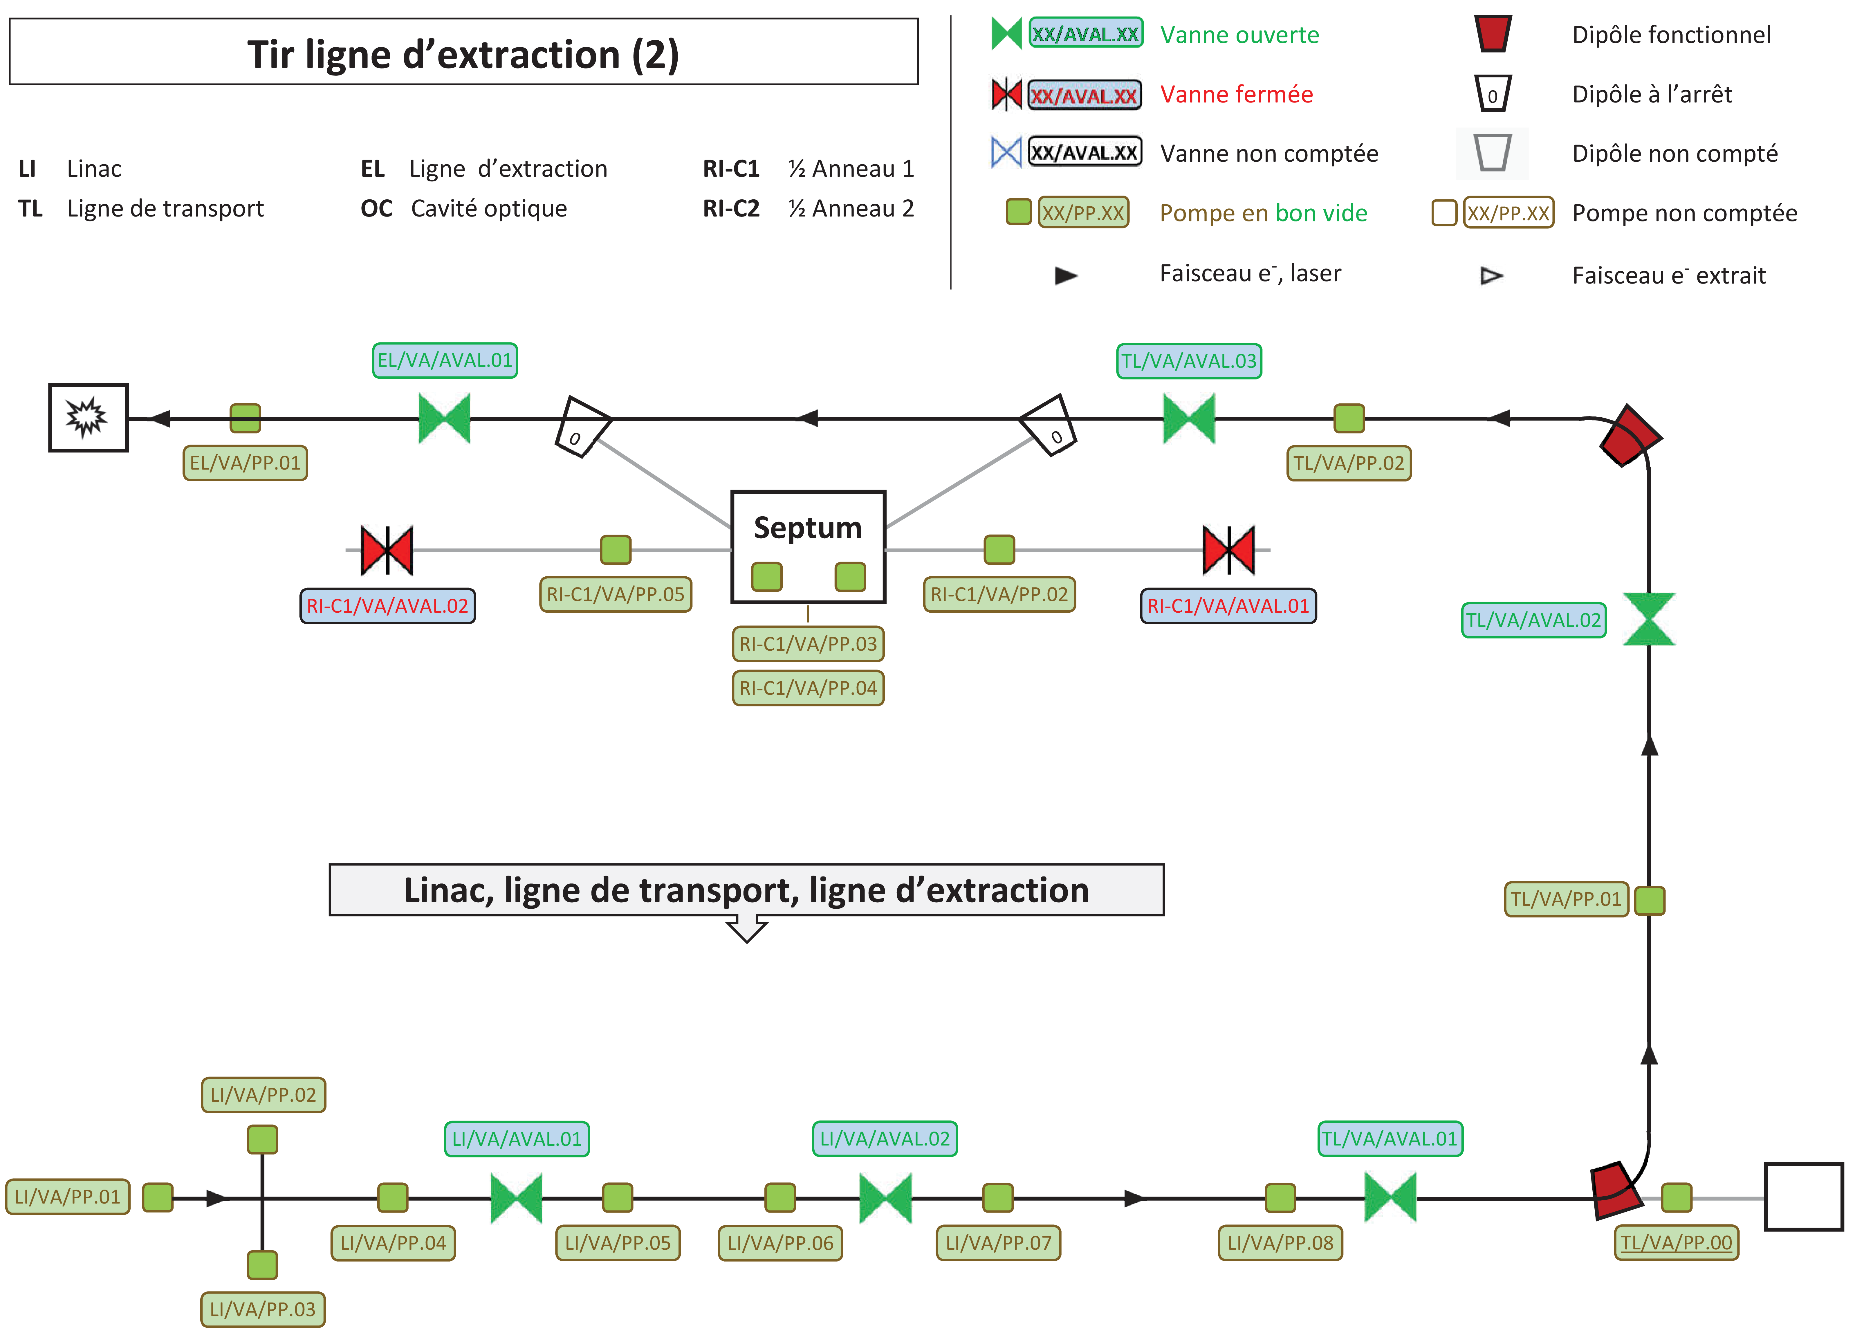 Tir ligne d’extraction (2)
LI Linac
EL Ligne d’extraction
RI-C1 ½ Anneau 1
TL Ligne de transport
OC Cavité optique
RI-C2 ½ Anneau 2
XX/AVAL.XX Vanne ouverte
Dipôle fonctionnel
XX/AVAL.XX Vanne fermée
0 Dipôle à l’arrêt
XX/AVAL.XX Vanne non comptée
Dipôle non compté
XX/PP.XX Pompe en bon vide
XX/PP.XX Pompe non comptée
Faisceau e-, laser
Faisceau e- extrait
EL/VA/AVAL.01
TL/VA/AVAL.03
0
0
EL/VA/PP.01
TL/VA/PP.02
Septum
RI-C1/VA/AVAL.02
RI-C1/VA/PP.05
RI-C1/VA/PP.02
RI-C1/VA/AVAL.01
TL/VA/AVAL.02
RI-C1/VA/PP.03
RI-C1/VA/PP.04
Linac, ligne de transport, ligne d’extraction
TL/VA/PP.01
LI/VA/PP.02
LI/VA/AVAL.01
LI/VA/AVAL.02
TL/VA/AVAL.01
LI/VA/PP.01
LI/VA/PP.04
LI/VA/PP.05
LI/VA/PP.06
LI/VA/PP.07
LI/VA/PP.08
TL/VA/PP.00
LI/VA/PP.03